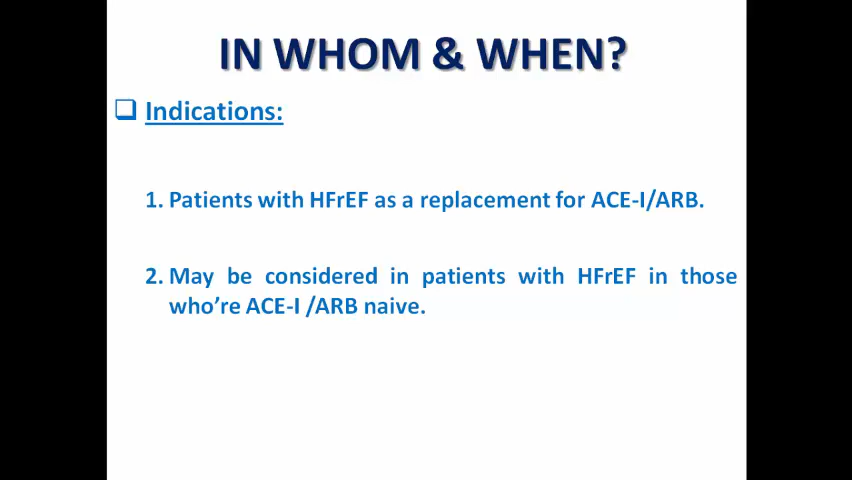 IN WHOM & WHEN?
Indications:
1. Patients with HFrEF as a replacement for ACE-I/ARB.
2. May be considered in patients with HFrEF in those
who’re ACE-I /ARB naive.